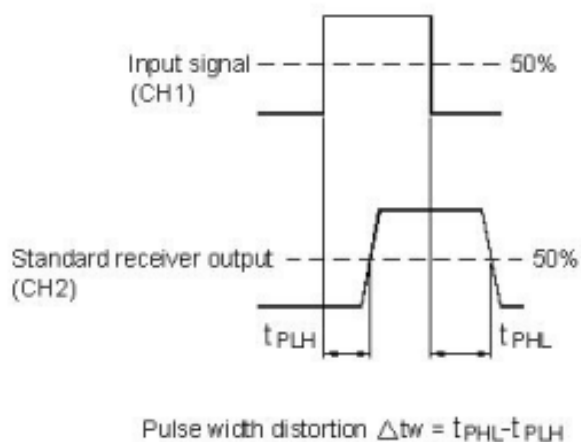 Input signal
(CH1)
50%
Standard receiver output
(CH2)
50%
tPLH
tPHL
Pulse width distortion △tw = tPHL-tPLH